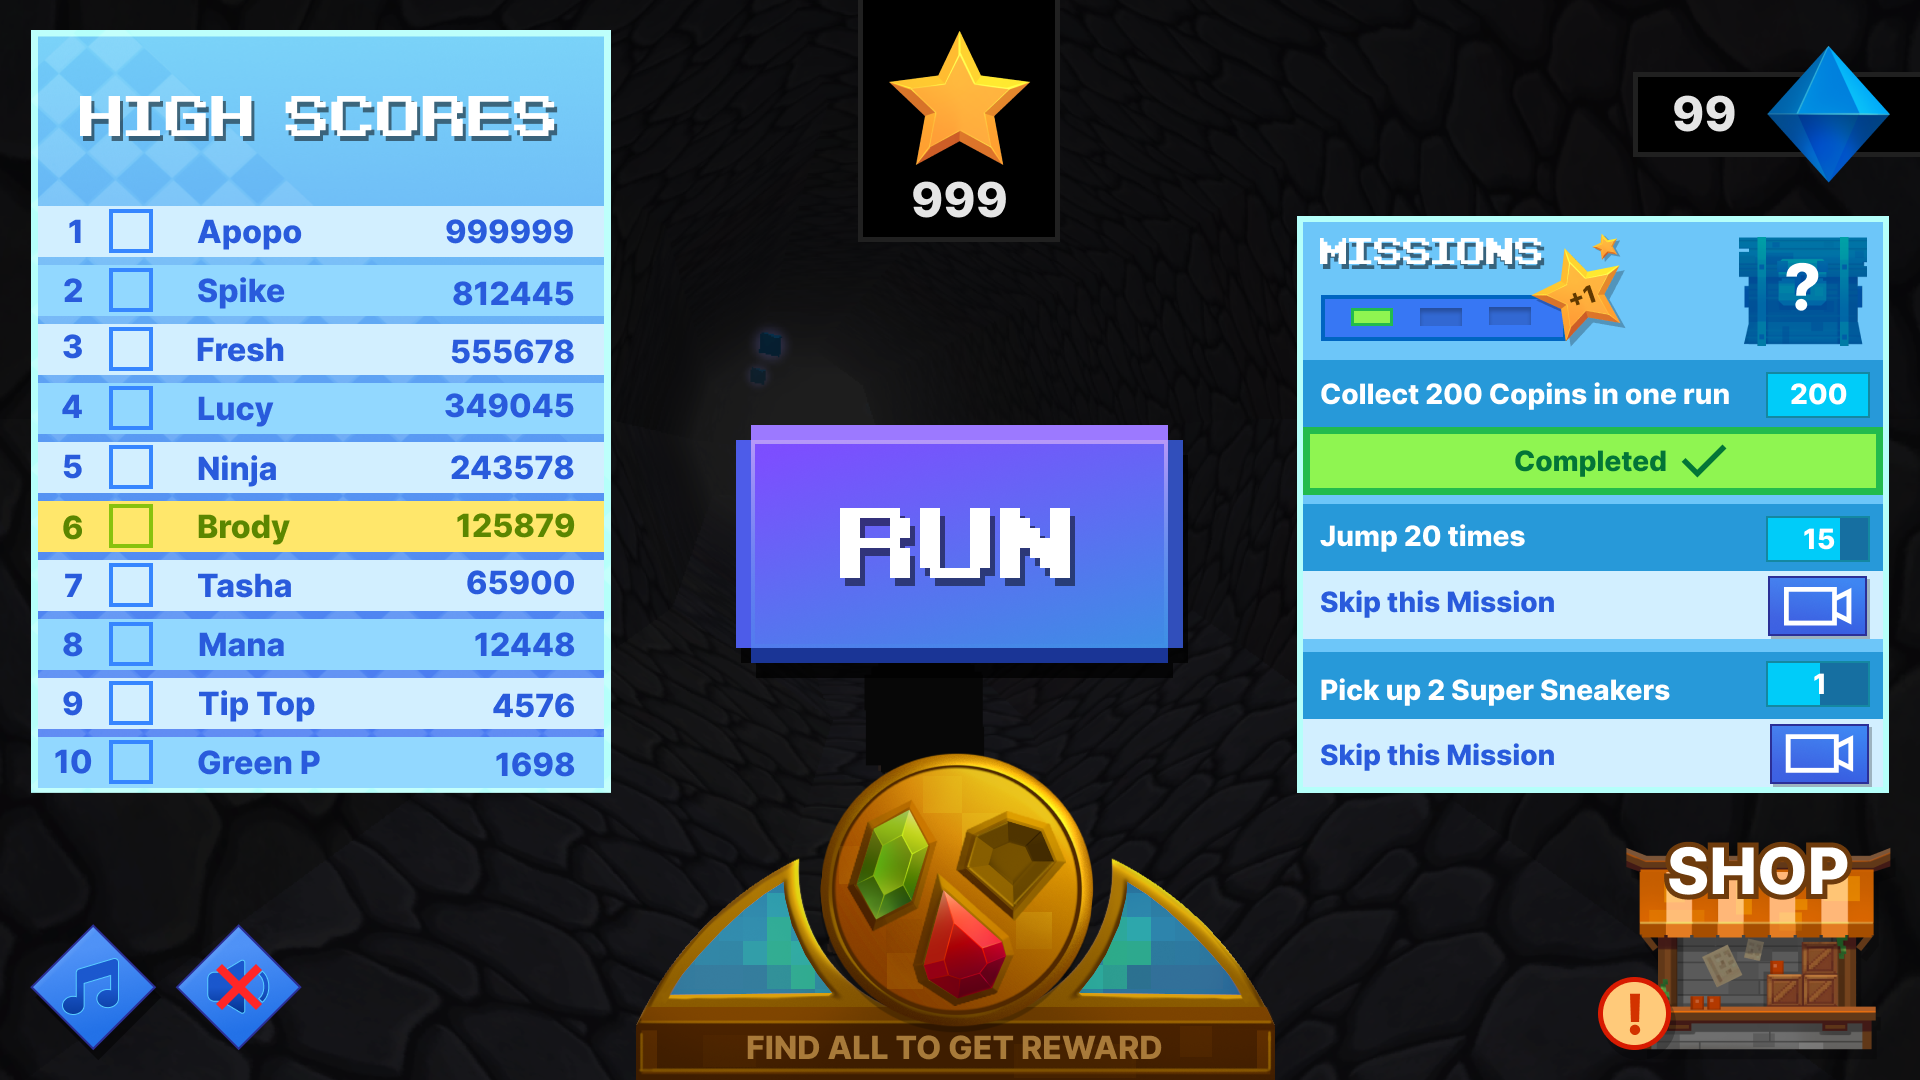 HIGH SCORES
1 Apopo 999999
2 Spike 812445
3 Fresh 555678
4 Lucy 349045
5 Ninja 243578
6 Brody 125879
7 Tasha 65900
8 Mana 12448
9 Tip Top 4576
10 Green P 1698
999
99
MISSIONS
+1
?
Collect 200 Copins in one run 200
Completed
Jump 20 times 15
Skip this Mission
Pick up 2 Super Sneakers 1
Skip this Mission
RUN
FIND ALL TO GET REWARD
SHOP
!